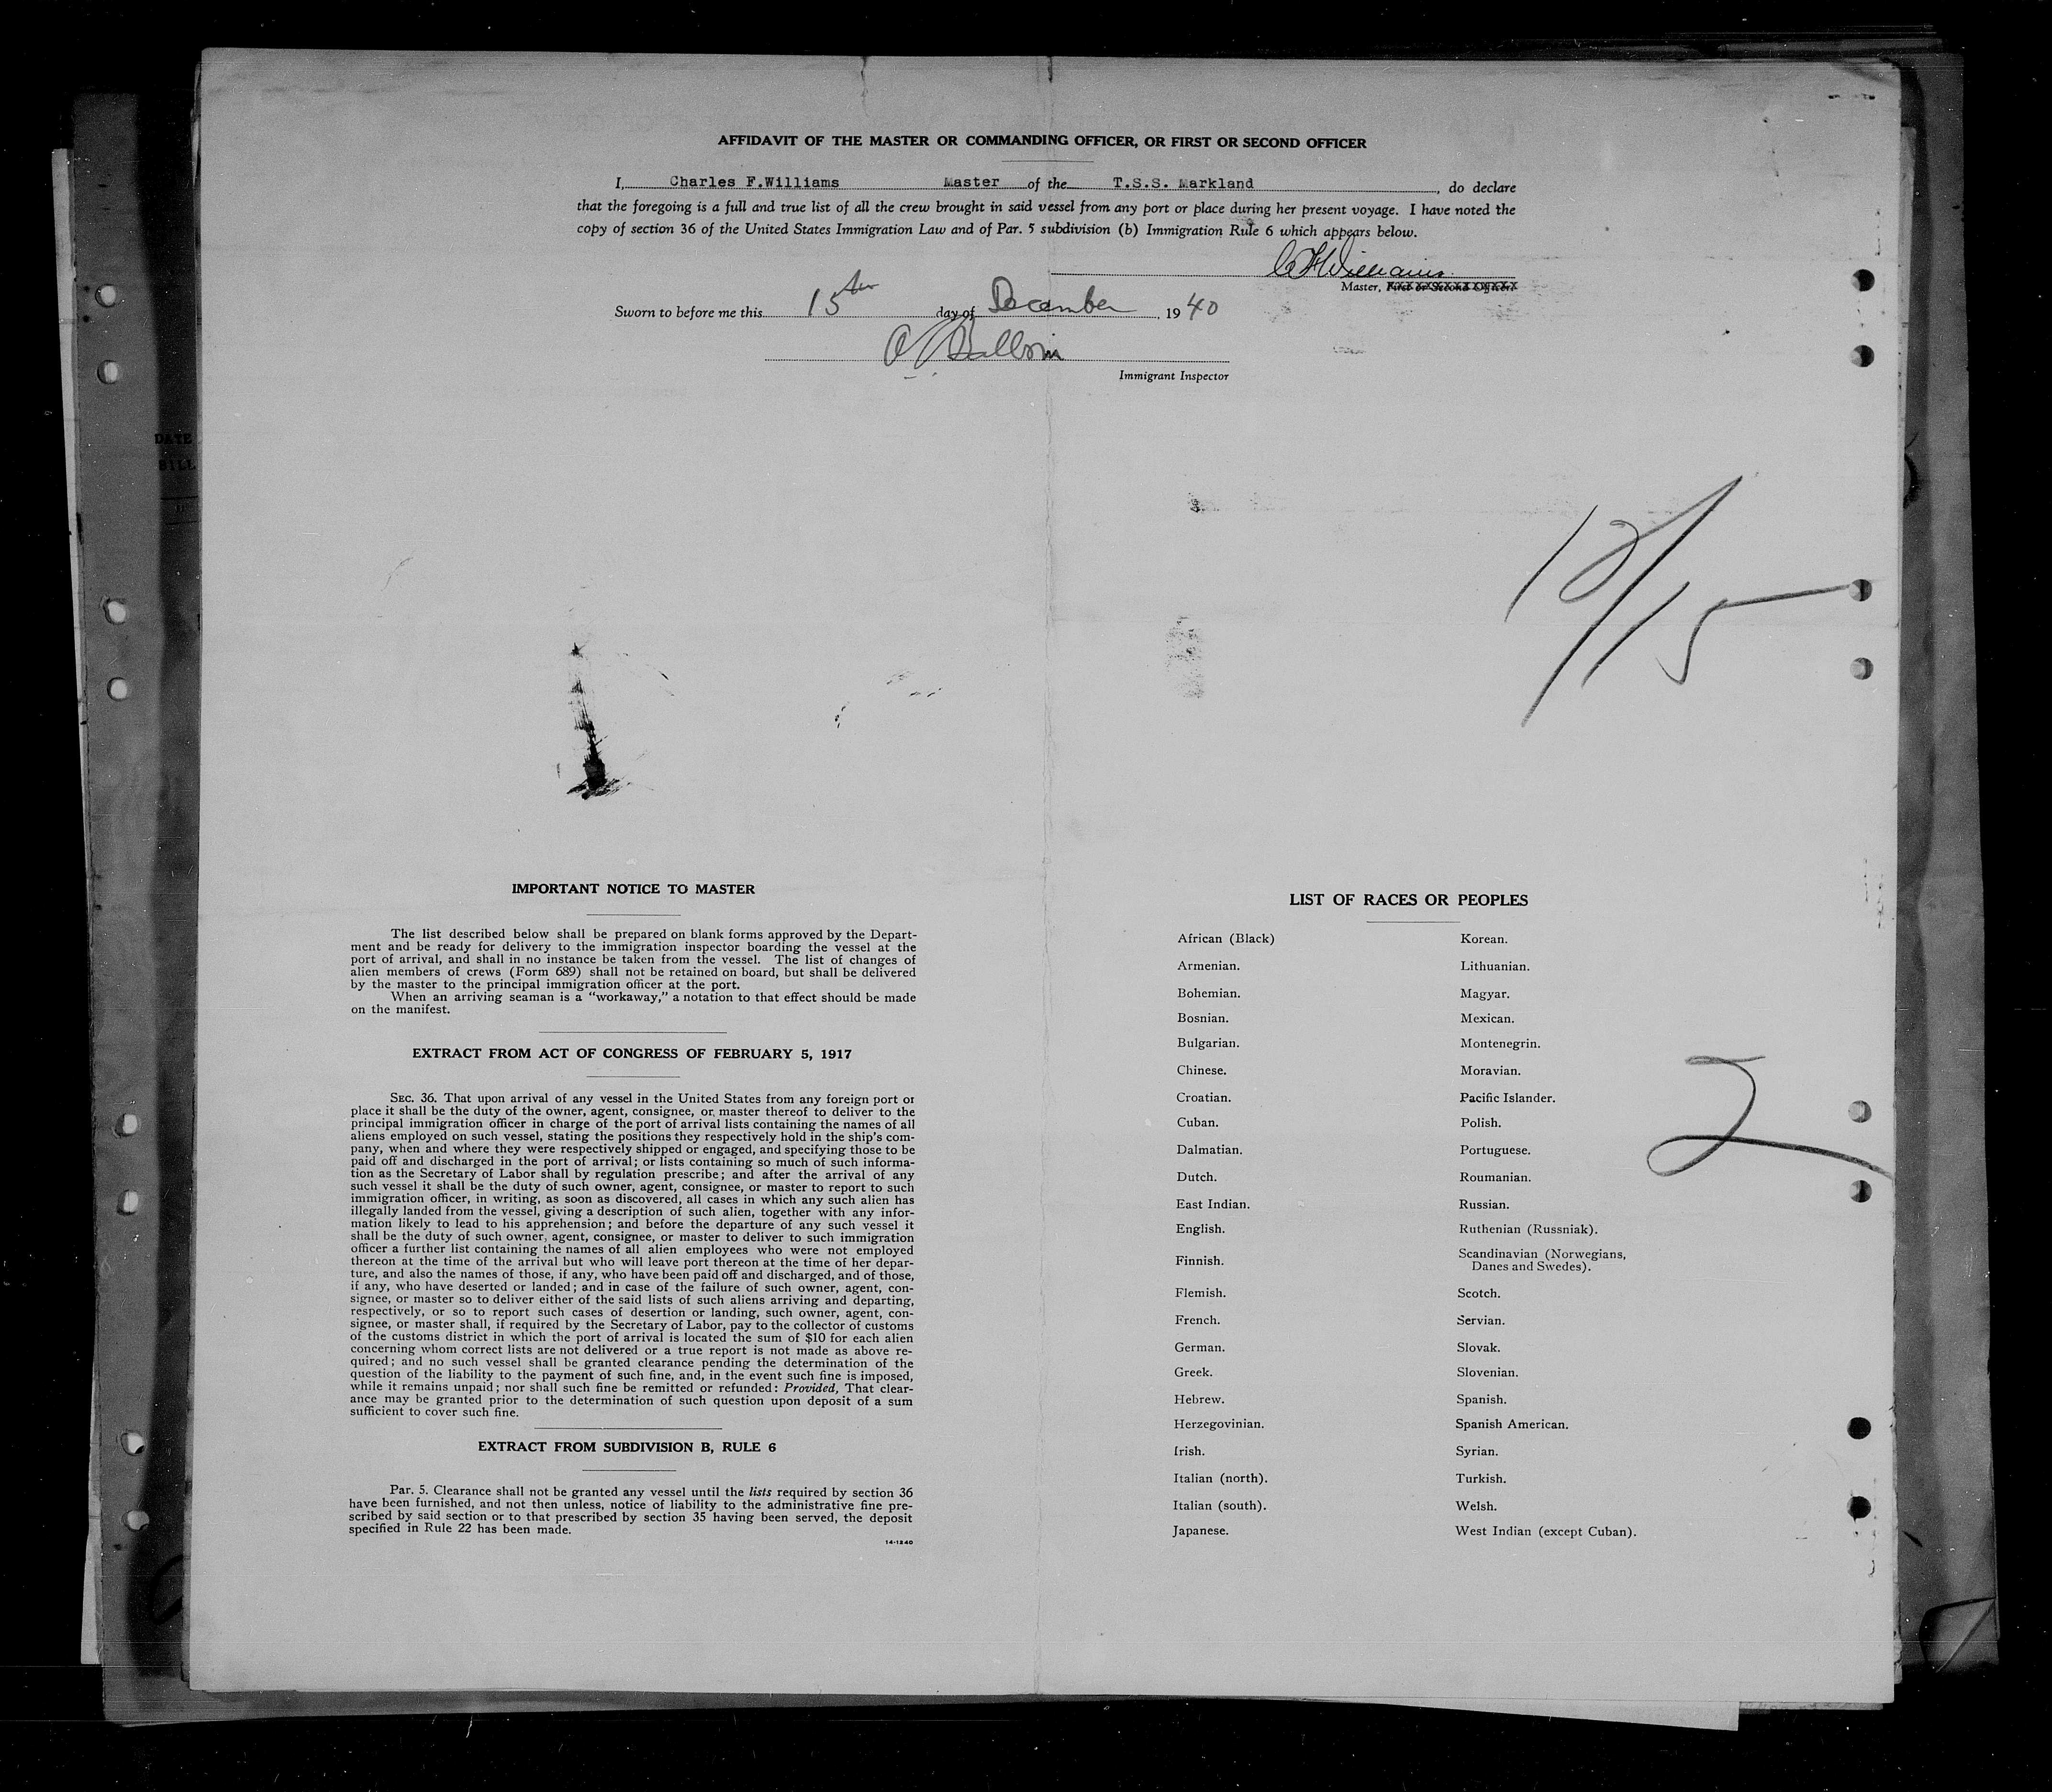 AFFIDAVIT OF THE MASTER OR COMMANDING OFFICER, OR FIRST OR SECOND OFFICER
I, Charles F.Williams Master of the T.S.S. Markland, do declare
that the foregoing is a full and true list of all the crew brought in said vessel from any port or place during her present voyage. I have noted the
copy of section 36 of the United States Immigration Law and of Par. 5 subdivision (b) Immigration Rule 6 which appears below.
CFWilliams
Master, First or Second Officer.
Sworn to before me this 15th day of December, 1940
Immigrant Inspector
DATE
BILL
12/15
IMPORTANT NOTICE TO MASTER
The list described below shall be prepared on blank forms approved by the Depart-
ment and be ready for delivery to the immigration inspector boarding the vessel at the
port of arrival, and shall in no instance be taken from the vessel. The list of changes of
alien members of crews (Form 689) shall not be retained on board, but shall be delivered
by the master to the principal immigration officer at the port.
When an arriving seaman is a "workaway," a notation to that effect should be made
on the manifest.
EXTRACT FROM ACT OF CONGRESS OF FEBRUARY 5, 1917
SEC. 36. That upon arrival of any vessel in the United States from any foreign port or
place it shall be the duty of the owner, agent, consignee, or master thereof to deliver to the
principal immigration officer in charge of the port of arrival lists containing the names of all
aliens employed on such vessel, stating the positions they respectively hold in the ship's com-
pany, when and where they were respectively shipped or engaged, and specifying those to be
paid off and discharged in the port of arrival; or lists containing so much of such informa-
tion as the Secretary of Labor shall by regulation prescribe; and after the arrival of any
such vessel it shall be the duty of such owner, agent, consignee, or master to report to such
immigration officer, in writing, as soon as discovered, all cases in which any such alien has
illegally landed from the vessel, giving a description of such alien, together with any infor-
mation likely to lead to his apprehension; and before the departure of any such vessel it
shall be the duty of such owner, agent, consignee, or master to deliver to such immigration
officer a further list containing the names of all alien employees who were not employed
thereon at the time of the arrival but who will leave port thereon at the time of her depar-
ture, and also the names of those, if any, who have been paid off and discharged, and of those,
if any, who have deserted or landed; and in case of the failure of such owner, agent, con-
signee, or master so to deliver either of the said lists of such aliens arriving and departing,
respectively, or so to report such cases of desertion or landing, such owner, agent, con-
signee, or master shall, if required by the Secretary of Labor, pay to the collector of customs
of the customs district in which the port of arrival is located the sum of $10 for each alien
concerning whom correct lists are not delivered or a true report is not made as above re-
quired; and no such vessel shall be granted clearance pending the determination of the
question of the liability to the payment of such fine, and, in the event such fine is imposed,
while it remains unpaid; nor shall such fine be remitted or refunded: Provided, That clear-
ance may be granted prior to the determination of such question upon deposit of a sum
sufficient to cover such fine.
EXTRACT FROM SUBDIVISION B, RULE 6
Par. 5. Clearance shall not be granted any vessel until the lists required by section 36
have been furnished, and not then unless, notice of liability to the administrative fine pre-
scribed by said section or to that prescribed by section 35 having been served, the deposit
specified in Rule 22 has been made.
14-1240
LIST OF RACES OR PEOPLES
African (Black)
Armenian.
Bohemian.
Bosnian.
Bulgarian.
Chinese.
Croatian.
Cuban.
Dalmatian.
Dutch.
East Indian.
English.
Finnish.
Flemish.
French.
German.
Greek.
Hebrew.
Herzegovinian.
Irish.
Italian (north).
Italian (south).
Japanese.
Korean.
Lithuanian.
Magyar.
Mexican.
Montenegrin.
Moravian.
Pacific Islander.
Polish.
Portuguese.
Roumanian.
Russian.
Ruthenian (Russniak).
Scandinavian (Norwegians,
Danes and Swedes).
Scotch.
Servian.
Slovak.
Slovenian.
Spanish.
Spanish American.
Syrian.
Turkish.
Welsh.
West Indian (except Cuban).
2